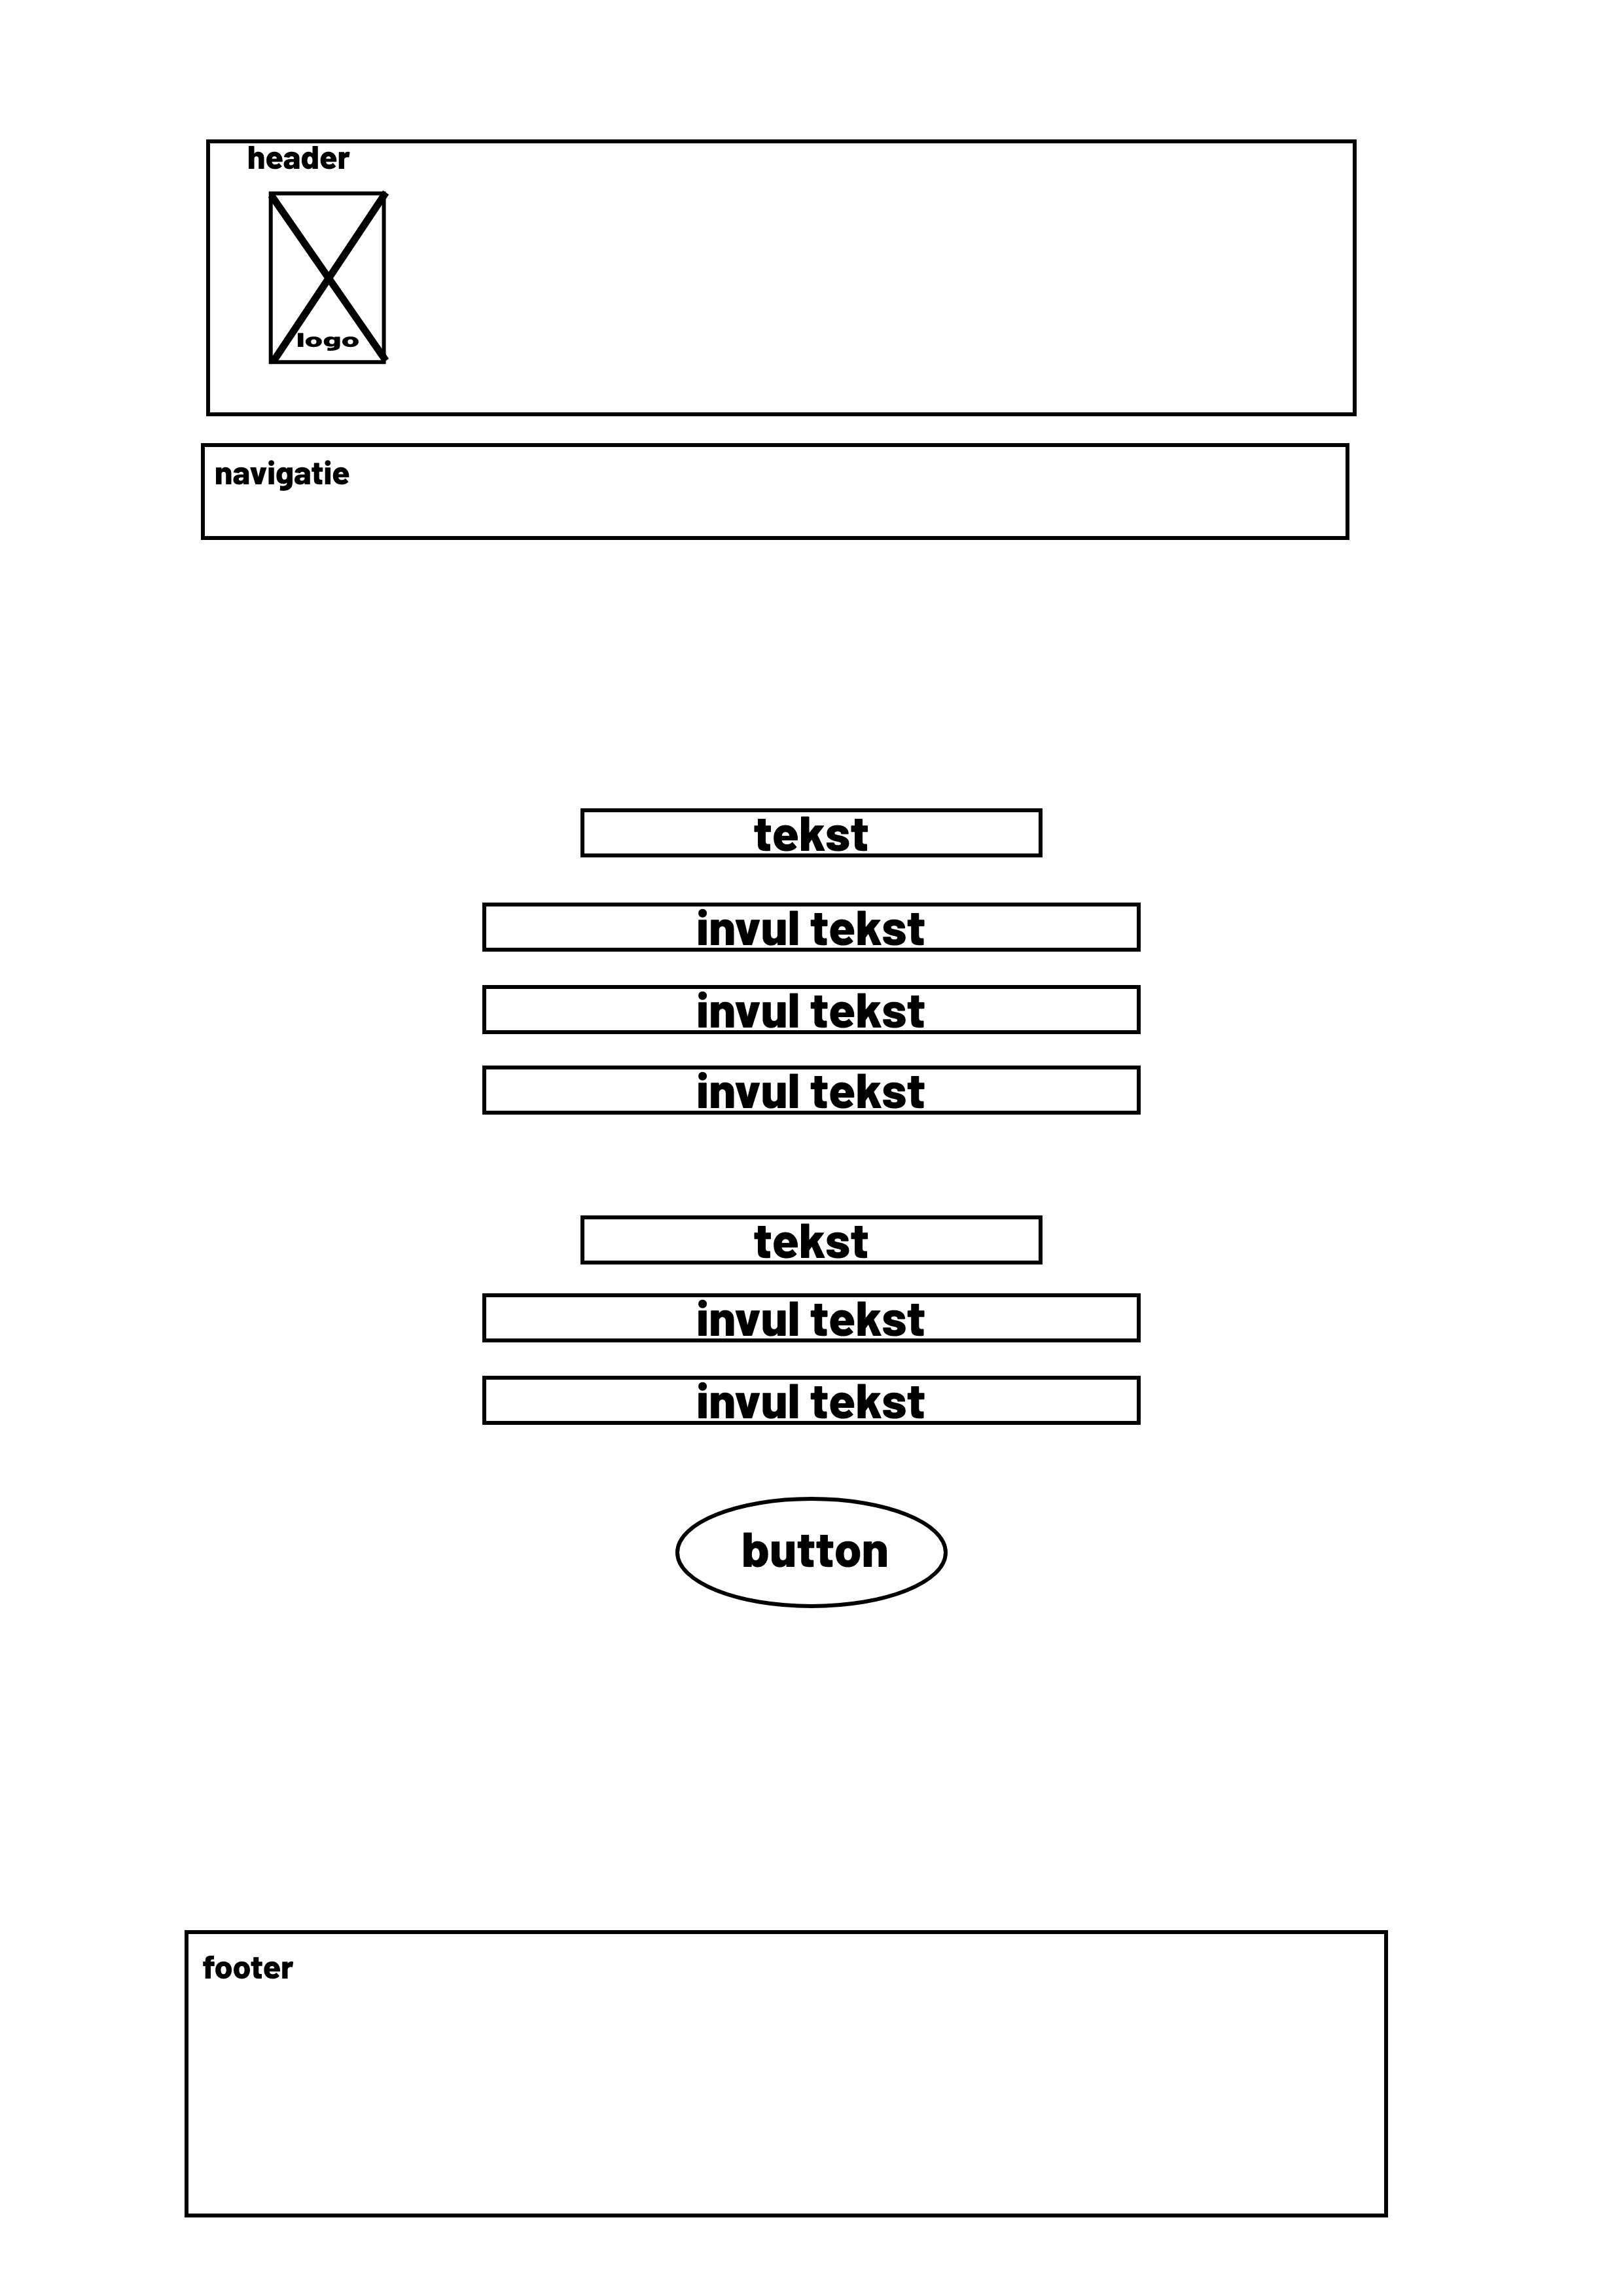 header
logo
navigatie
tekst
invul tekst
invul tekst
invul tekst
tekst
invul tekst
invul tekst
button
footer